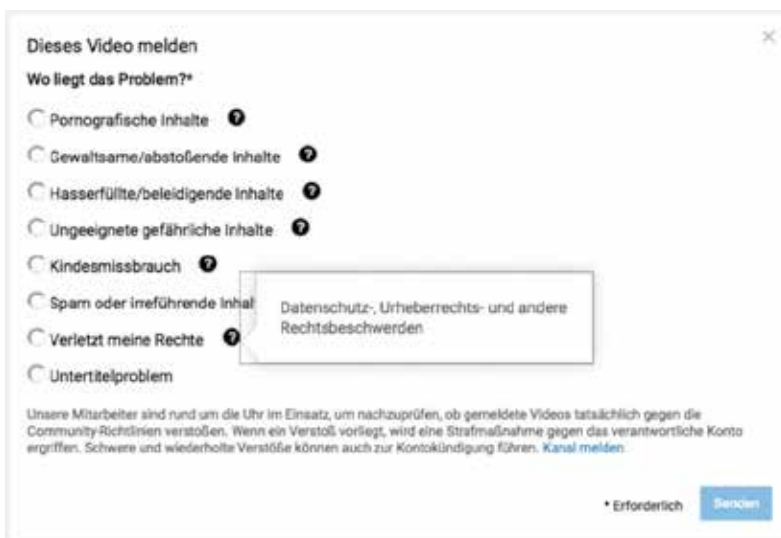 Dieses Video melden
Wo liegt das Problem?*
Pornografische Inhalte
Gewaltsame/abstoßende Inhalte
Hasserfüllte/beleidigende Inhalte
Ungeeignete gefährliche Inhalte
Kindesmissbrauch
Spam oder irreführende Inhal
Datenschutz-, Urheberrechts- und andere
Rechtsbeschwerden
Verletzt meine Rechte
Untertitelproblem
Unsere Mitarbeiter sind rund um die Uhr im Einsatz, um nachzuprüfen, ob gemeldete Videos tatsächlich gegen die
Community-Richtlinien verstoßen. Wenn ein Verstoß vorliegt, wird eine Strafmaßnahme gegen das verantwortliche Konto
ergriffen. Schwere und wiederholte Verstöße können auch zur Kontokündigung führen. Kanal melden
* Erforderlich
Senden